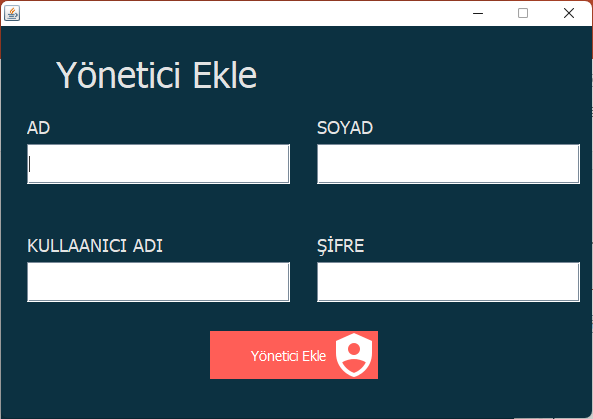 Yönetici Ekle
AD
SOYAD
KULLAANICI ADI
ŞİFRE
Yönetici Ekle